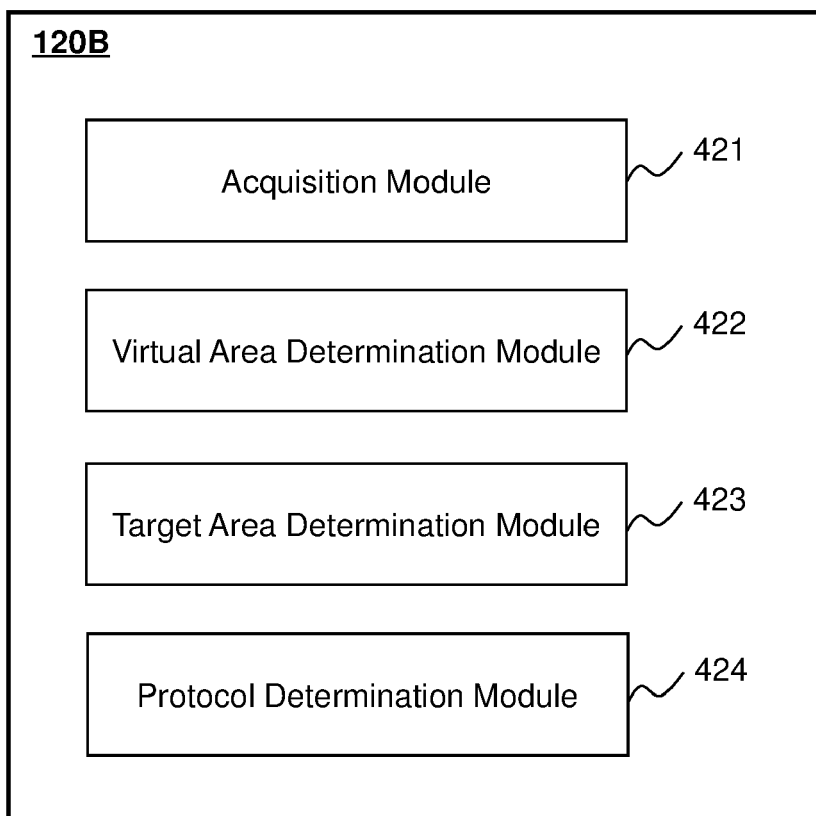 120B
Acquisition Module
421
Virtual Area Determination Module
422
Target Area Determination Module
423
Protocol Determination Module
424